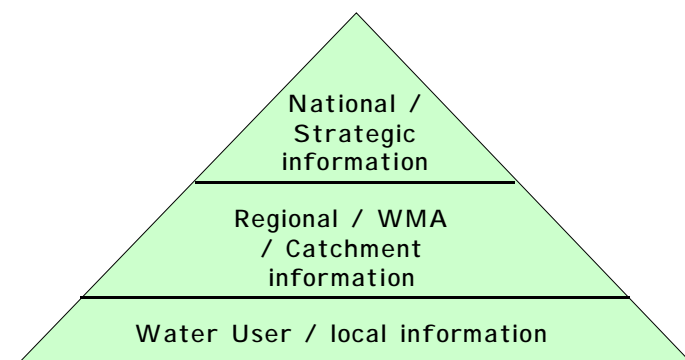 National /
Strategic
information
Regional / WMA
/ Catchment
information
Water User / local information